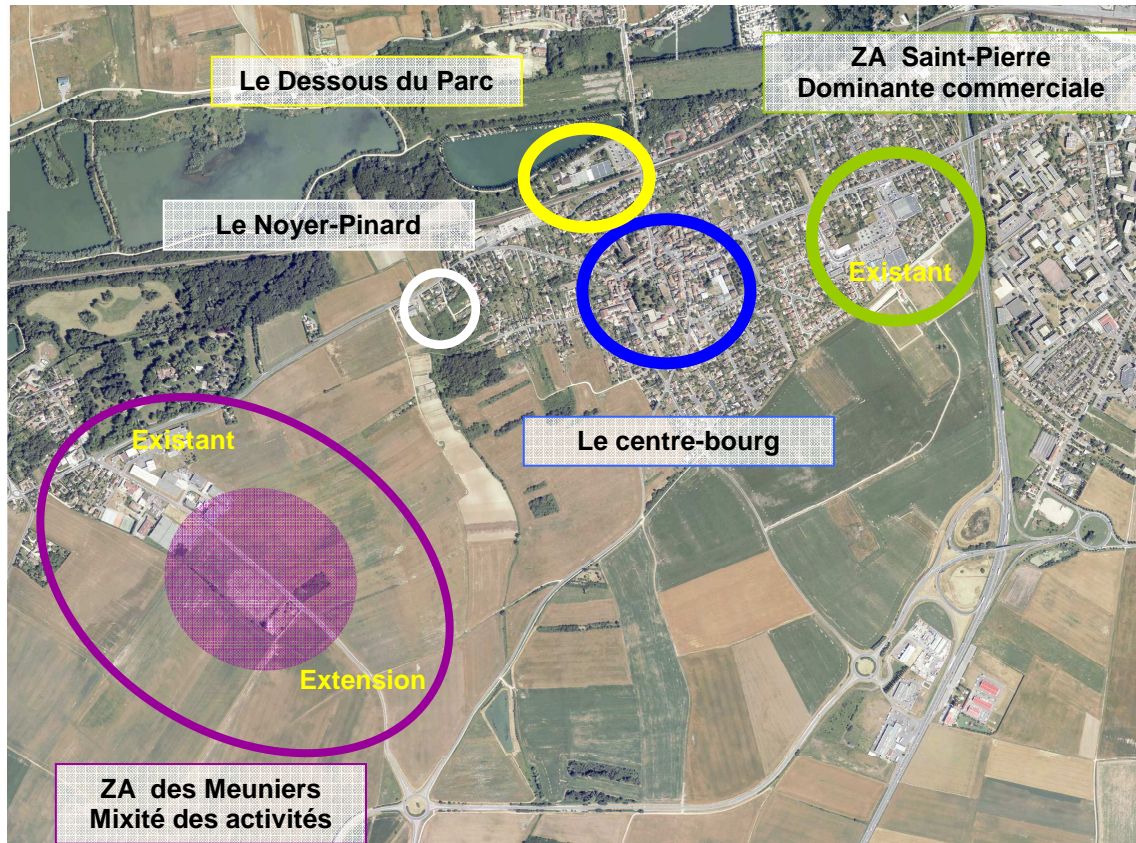 Le Dessous du Parc
ZA Saint-Pierre
Dominante commerciale
Le Noyer-Pinard
Existant
Le centre-bourg
Existant
Extension
ZA des Meuniers
Mixité des activités